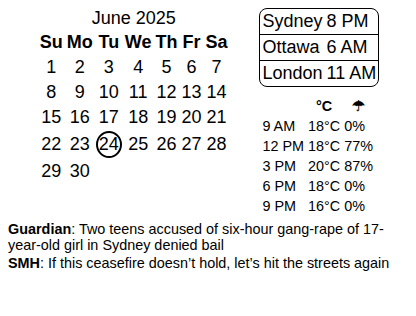 June 2025
Su Mo Tu We Th Fr Sa
1 2 3 4 5 6 7
8 9 10 11 12 13 14
15 16 17 18 19 20 21
22 23 24 25 26 27 28
29 30
Sydney 8 PM
Ottawa 6 AM
London 11 AM
°C ☂
9 AM 18°C 0%
12 PM 18°C 77%
3 PM 20°C 87%
6 PM 18°C 0%
9 PM 16°C 0%
Guardian: Two teens accused of six-hour gang-rape of 17-
year-old girl in Sydney denied bail
SMH: If this ceasefire doesn’t hold, let’s hit the streets again